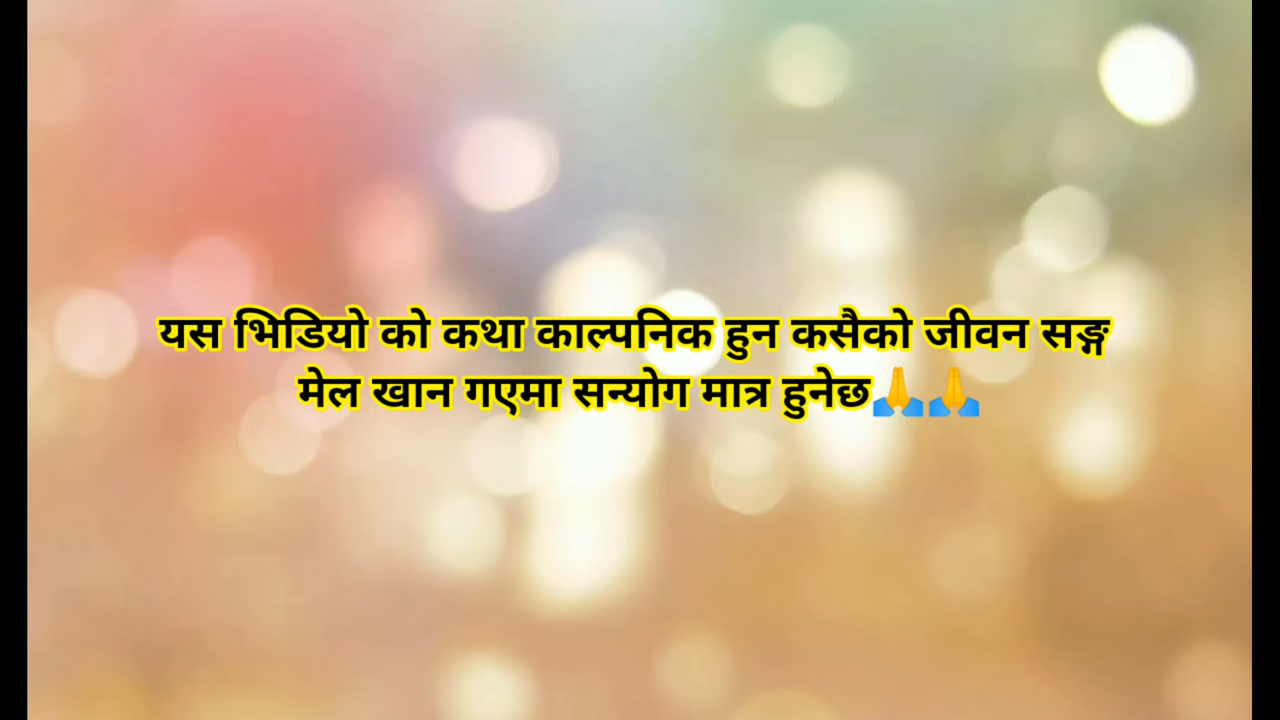 यस भिडियो को कथा काल्पनिक हुन कसैको जीवन सङ्ग
मेल खान गएमा सन्योग मात्र हुनेछ🙏🙏